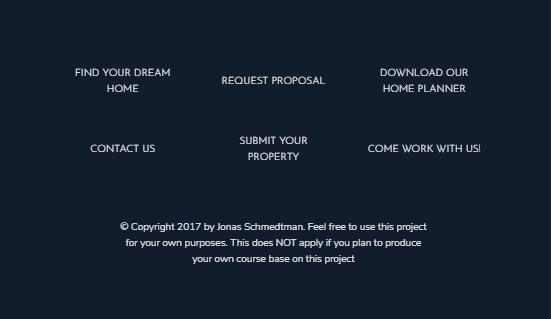 FIND YOUR DREAM
HOME
REQUEST PROPOSAL
DOWNLOAD OUR
HOME PLANNER
CONTACT US
SUBMIT YOUR
PROPERTY
COME WORK WITH US!
© Copyright 2017 by Jonas Schmedtman. Feel free to use this project
for your own purposes. This does NOT apply if you plan to produce
your own course base on this project